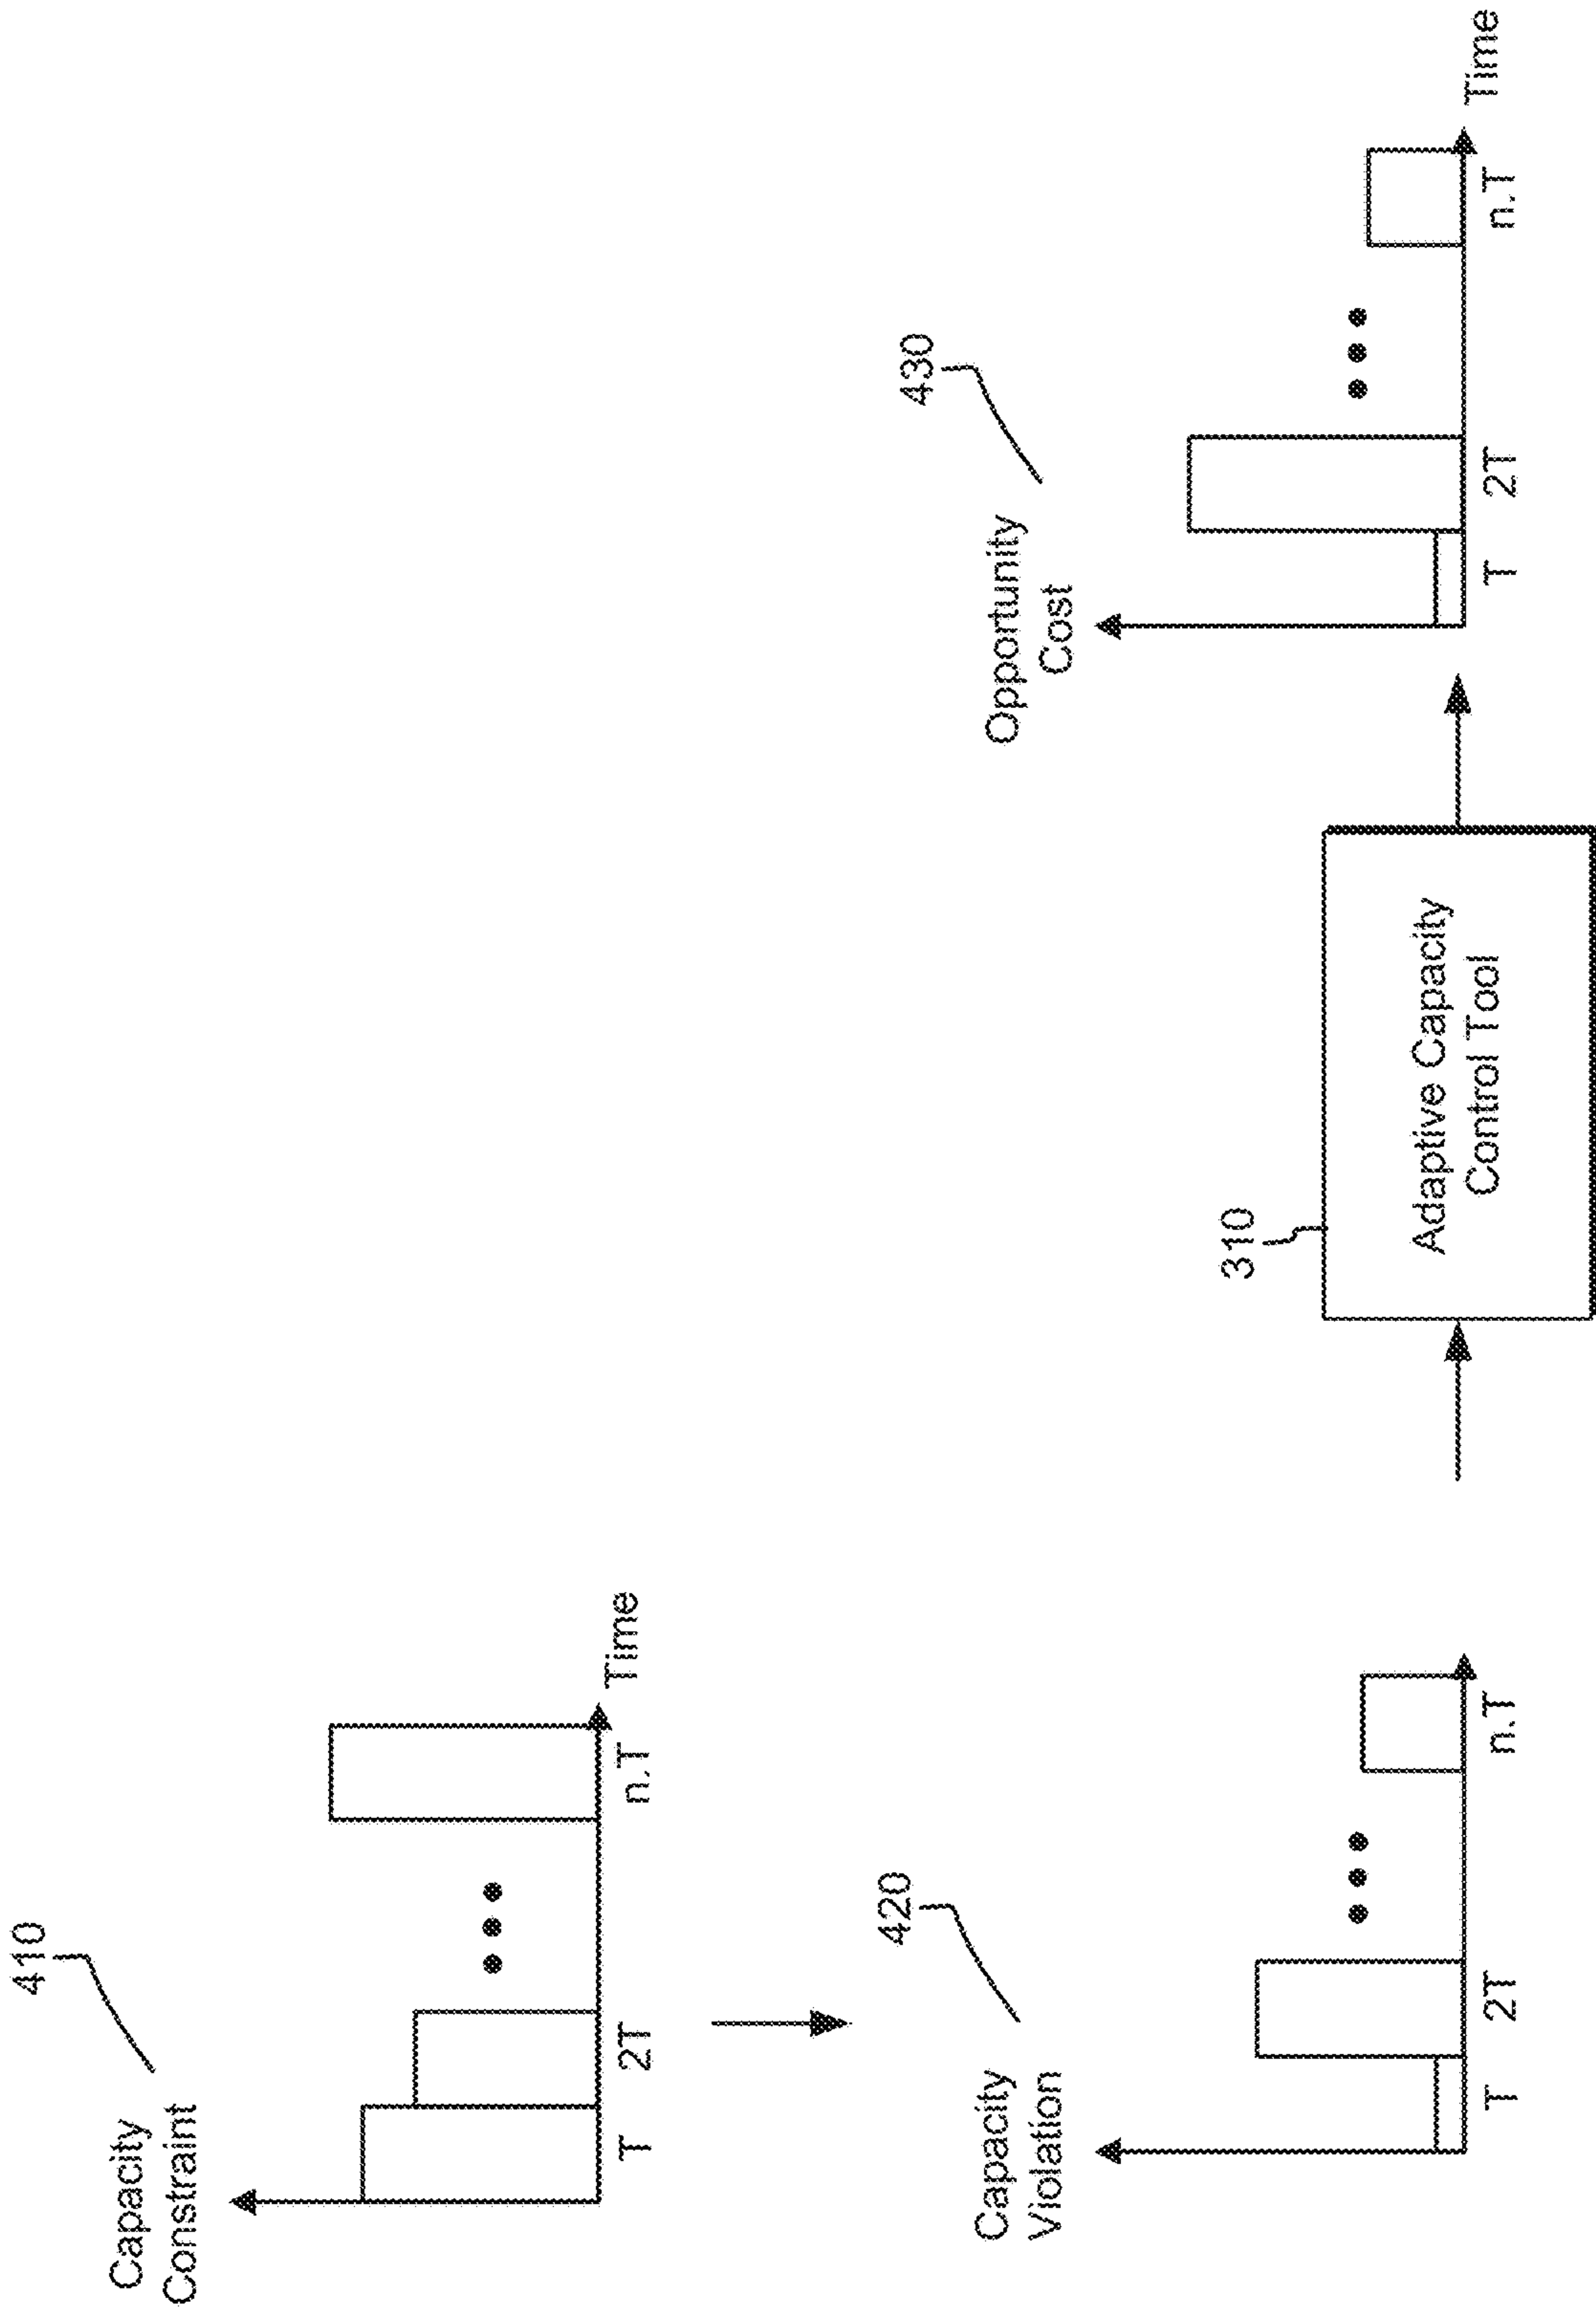 410
Capacity
Constraint
T
2T
n.T
Time
420
Capacity
Violation
T
2T
n.T
310
Adaptive Capacity
Control Tool
430
Opportunity
Cost
T
2T
n.T
Time